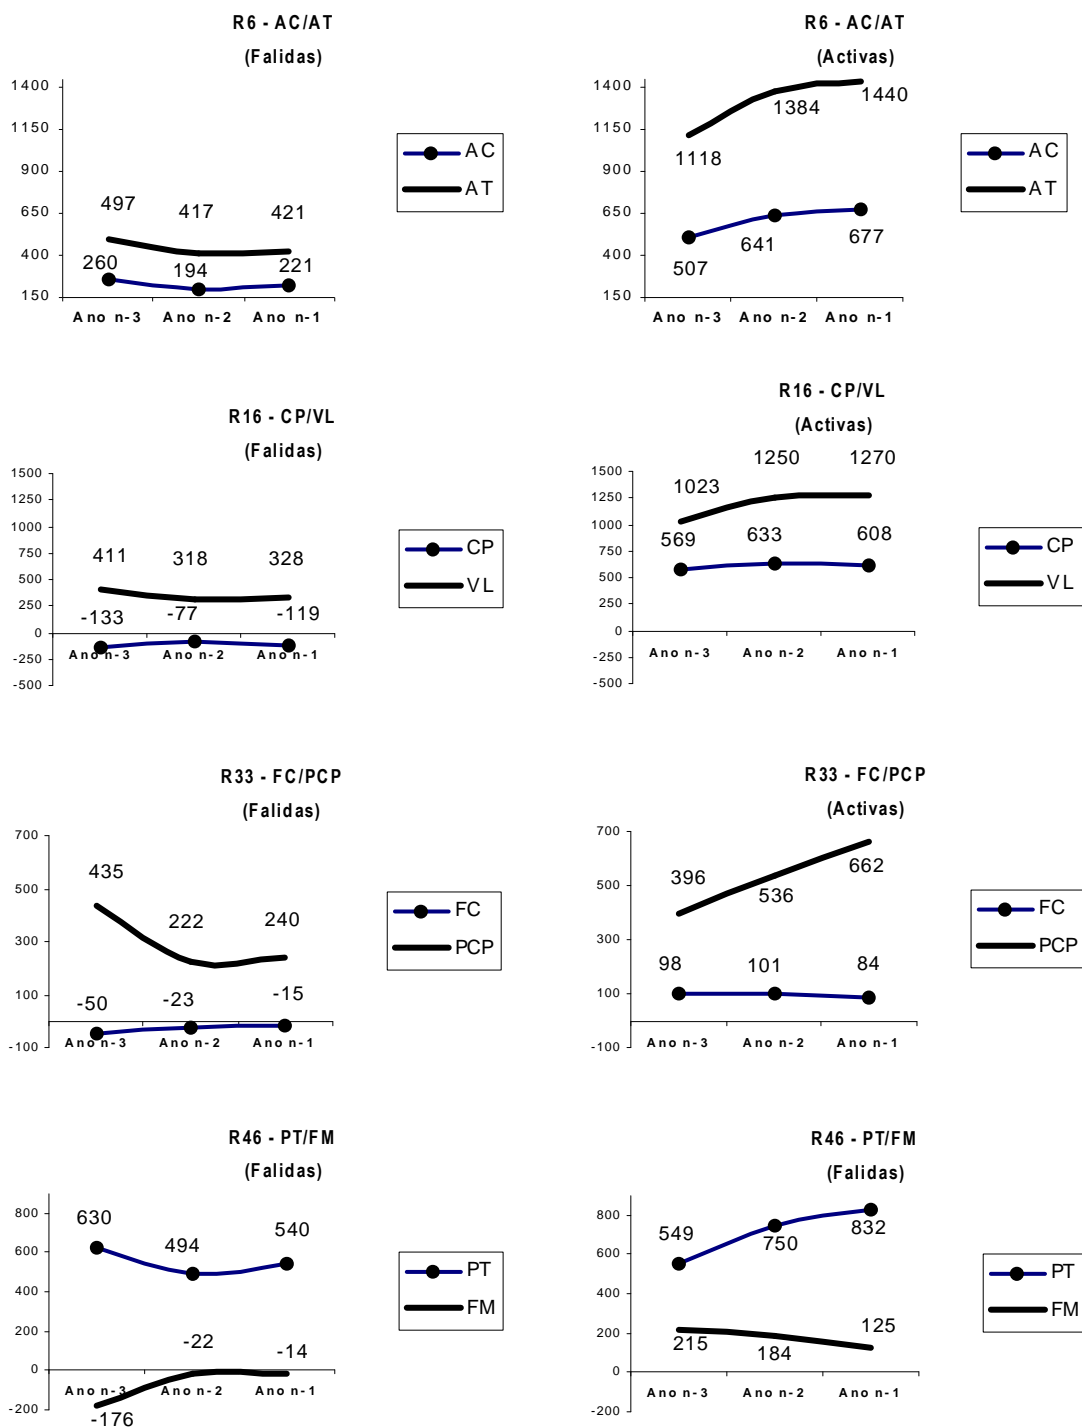 R6 - AC/AT
(Falidas)
1400
1150
900
650
400
150
497
417
421
260
194
221
Ano n-3
Ano n-2
Ano n-1
AC
AT
R6 - AC/AT
(Activas)
1400
1150
900
650
400
150
1118
1384
1440
507
641
677
Ano n-3
Ano n-2
Ano n-1
AC
AT
R16 - CP/VL
(Falidas)
1500
1250
1000
750
500
250
0
-250
-500
411
318
328
-133
-77
-119
Ano n-3
Ano n-2
Ano n-1
CP
VL
R16 - CP/VL
(Activas)
1500
1250
1000
750
500
250
0
-250
-500
1023
1250
1270
569
633
608
Ano n-3
Ano n-2
Ano n-1
CP
VL
R33 - FC/PCP
(Falidas)
700
500
300
100
-100
435
222
240
-50
-23
-15
Ano n-3
Ano n-2
Ano n-1
FC
PCP
R33 - FC/PCP
(Activas)
700
500
300
100
-100
396
536
662
98
101
84
Ano n-3
Ano n-2
Ano n-1
FC
PCP
R46 - PT/FM
(Falidas)
800
600
400
200
0
-200
630
494
540
-176
-22
-14
Ano n-3
Ano n-2
Ano n-1
PT
FM
R46 - PT/FM
(Falidas)
800
600
400
200
0
-200
549
750
832
215
184
125
Ano n-3
Ano n-2
Ano n-1
PT
FM